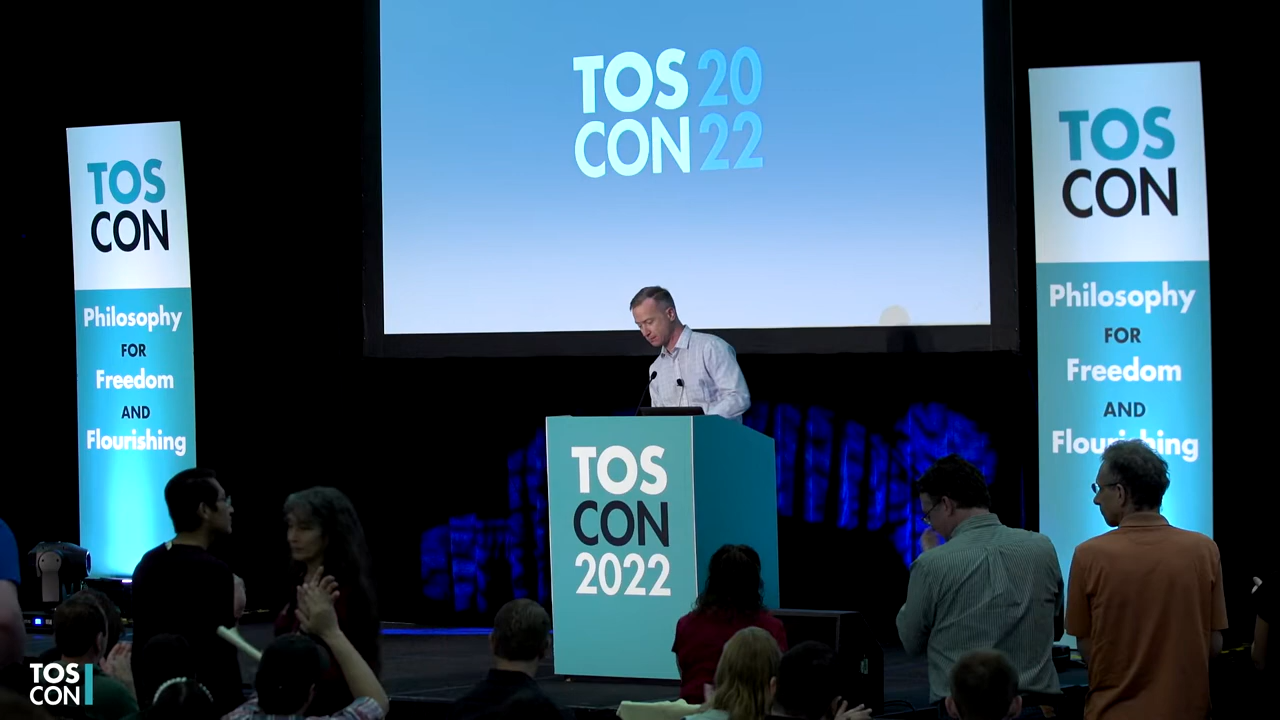 TOS 20
CON 22
TOS
CON
Philosophy
FOR
Freedom
AND
Flourishing
TOS
CON
2022
TOS
CON
Philosophy
FOR
Freedom
AND
Flourishing
TOS
CON